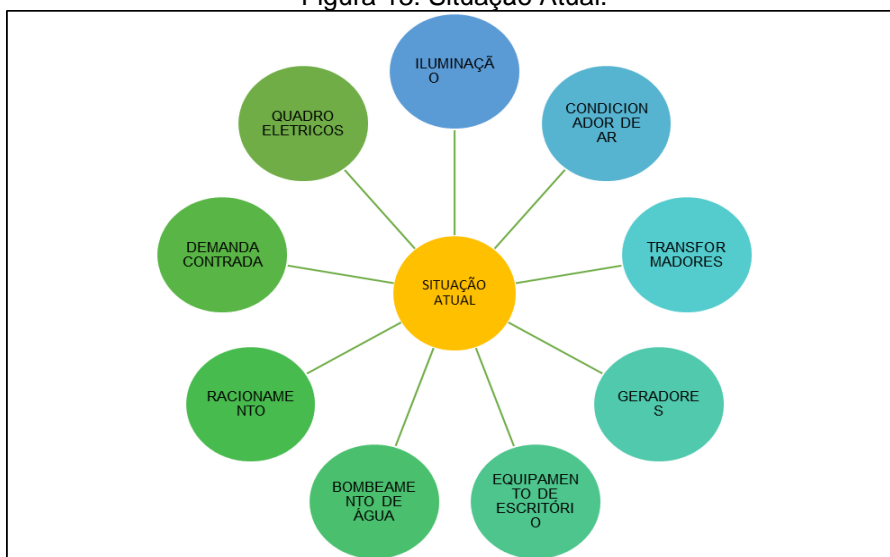 Figura 13. Situação Atual.
ILUMINAÇÃ
O
CONDICION
ADOR DE
AR
TRANSFOR
MADORES
GERADORE
S
EQUIPAMEN
TO DE
ESCRITÓRI
O
BOMBEAME
NTO DE
ÁGUA
RACIONAME
NTO
DEMANDA
CONTRADA
QUADRO
ELETRICOS
SITUAÇÃO
ATUAL